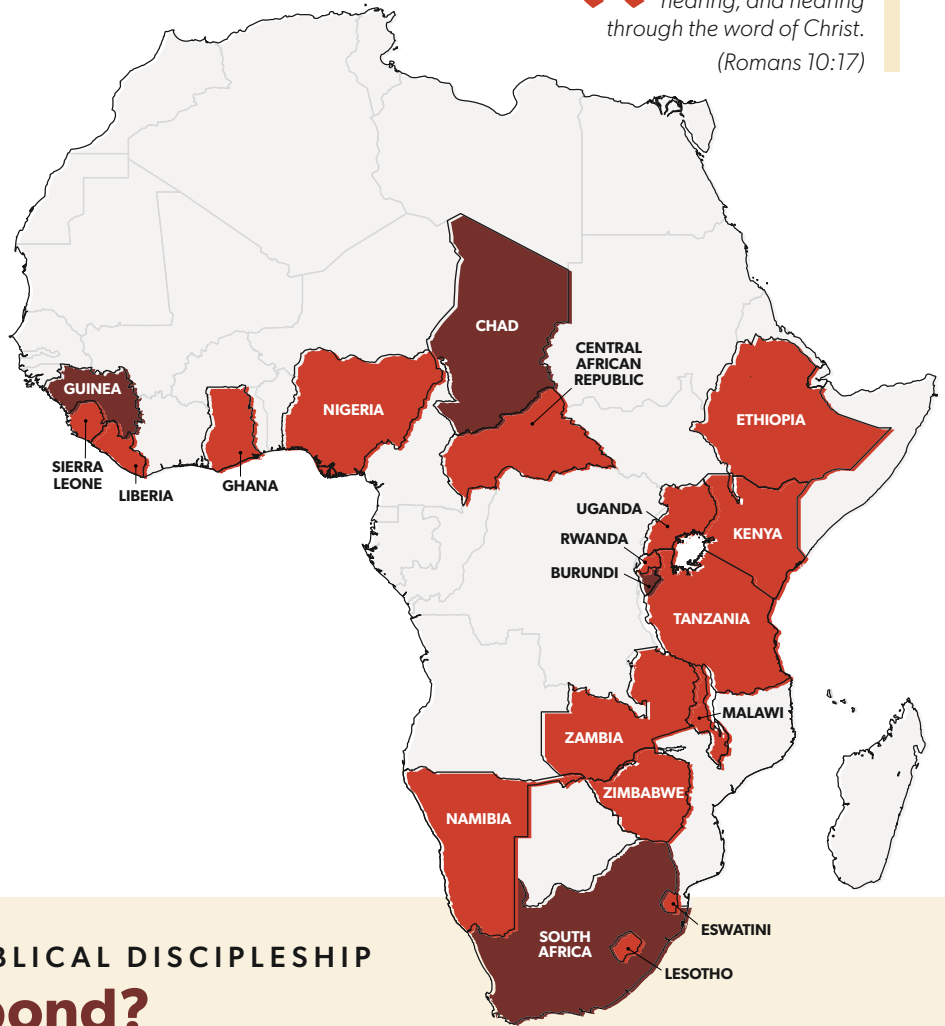 hearing, and hearing
through the word of Christ.
(Romans 10:17)
CHAD
CENTRAL
AFRICAN
REPUBLIC
GUINEA
NIGERIA
ETHIOPIA
SIERRA
LEONE
LIBERIA
GHANA
UGANDA
KENYA
RWANDA
BURUNDI
TANZANIA
MALAWI
ZAMBIA
ZIMBABWE
NAMIBIA
SOUTH
AFRICA
ESWATINI
LESOTHO
BLICAL DISCIPLESHIP
pond?